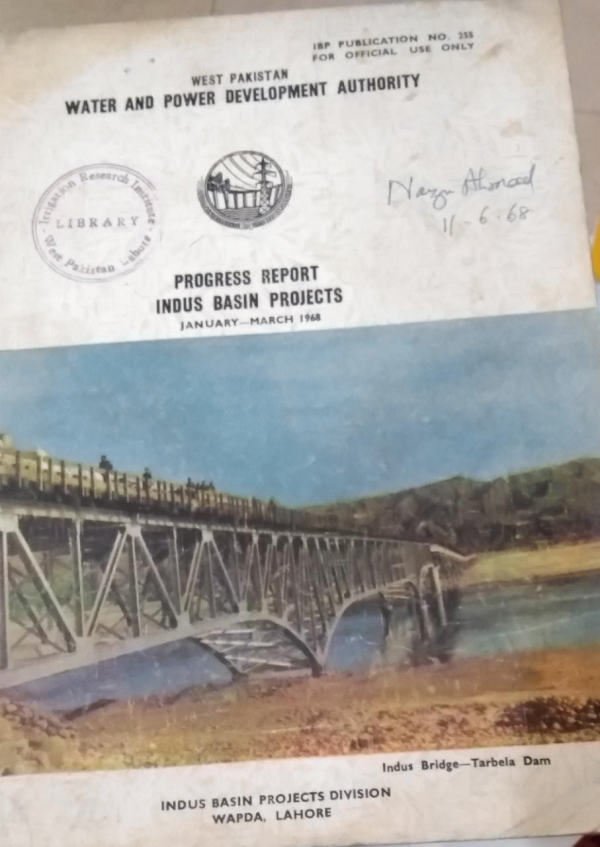 IBP PUBLICATION NO. 255
FOR OFFICIAL USE ONLY
WEST PAKISTAN
WATER AND POWER DEVELOPMENT AUTHORITY
Irrigation Research Institute
LIBRARY
West Pakistan Lahore
Ahmad
11-6-68
PROGRESS REPORT
INDUS BASIN PROJECTS
JANUARY—MARCH 1968
Indus Bridge—Tarbela Dam
INDUS BASIN PROJECTS DIVISION
WAPDA, LAHORE